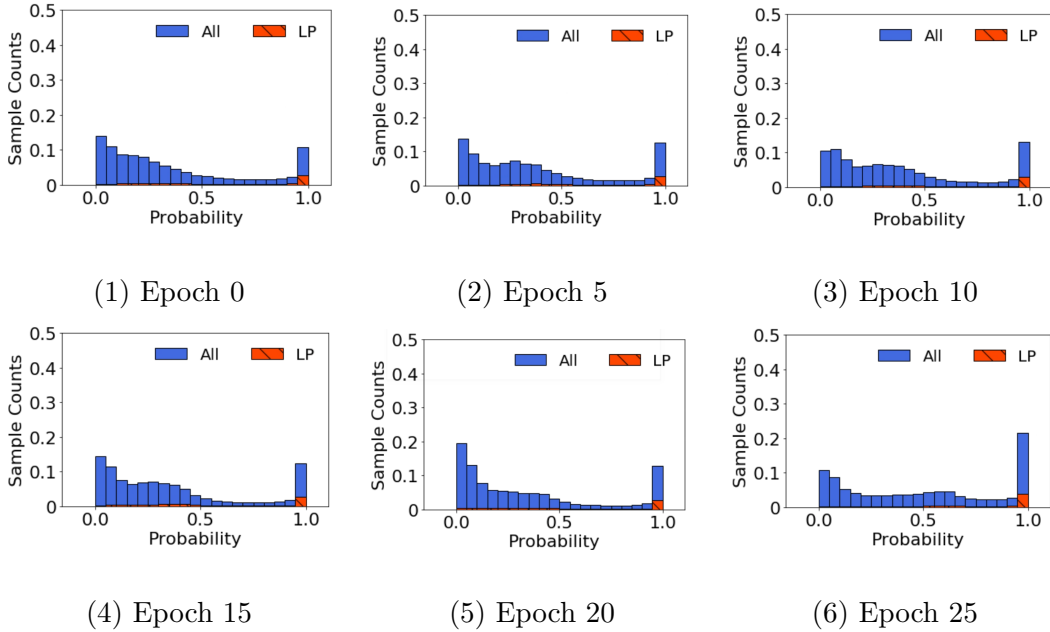 0.5
All LP
0.4
0.3
0.2
0.1
0
0.0 0.5 1.0
Sample Counts
Probability
(1) Epoch 0
0.5
All LP
0.4
0.3
0.2
0.1
0
0.0 0.5 1.0
Sample Counts
Probability
(2) Epoch 5
0.5
All LP
0.4
0.3
0.2
0.1
0
0.0 0.5 1.0
Sample Counts
Probability
(3) Epoch 10
0.5
All LP
0.4
0.3
0.2
0.1
0
0.0 0.5 1.0
Sample Counts
Probability
(4) Epoch 15
0.5
All LP
0.4
0.3
0.2
0.1
0
0.0 0.5 1.0
Sample Counts
Probability
(5) Epoch 20
0.5
All LP
0.4
0.3
0.2
0.1
0
0.0 0.5 1.0
Sample Counts
Probability
(6) Epoch 25